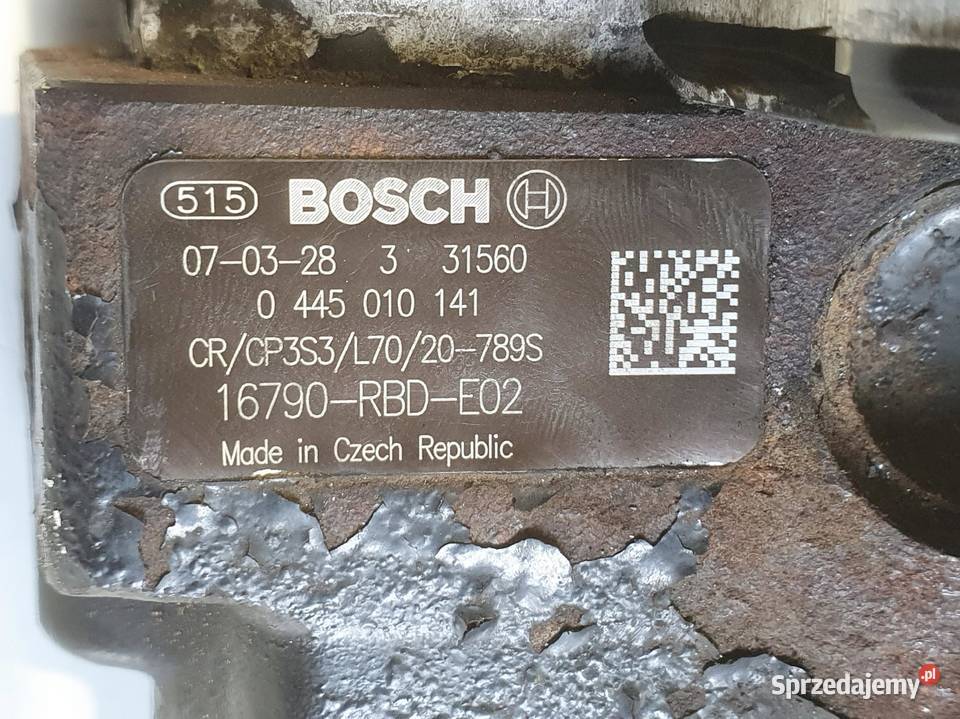 515 BOSCH
07-03-28 3 31560
0 445 010 141
CR/CP3S3/L70/20-789S
16790-RBD-E02
Made in Czech Republic
Sprzedajemy.pl